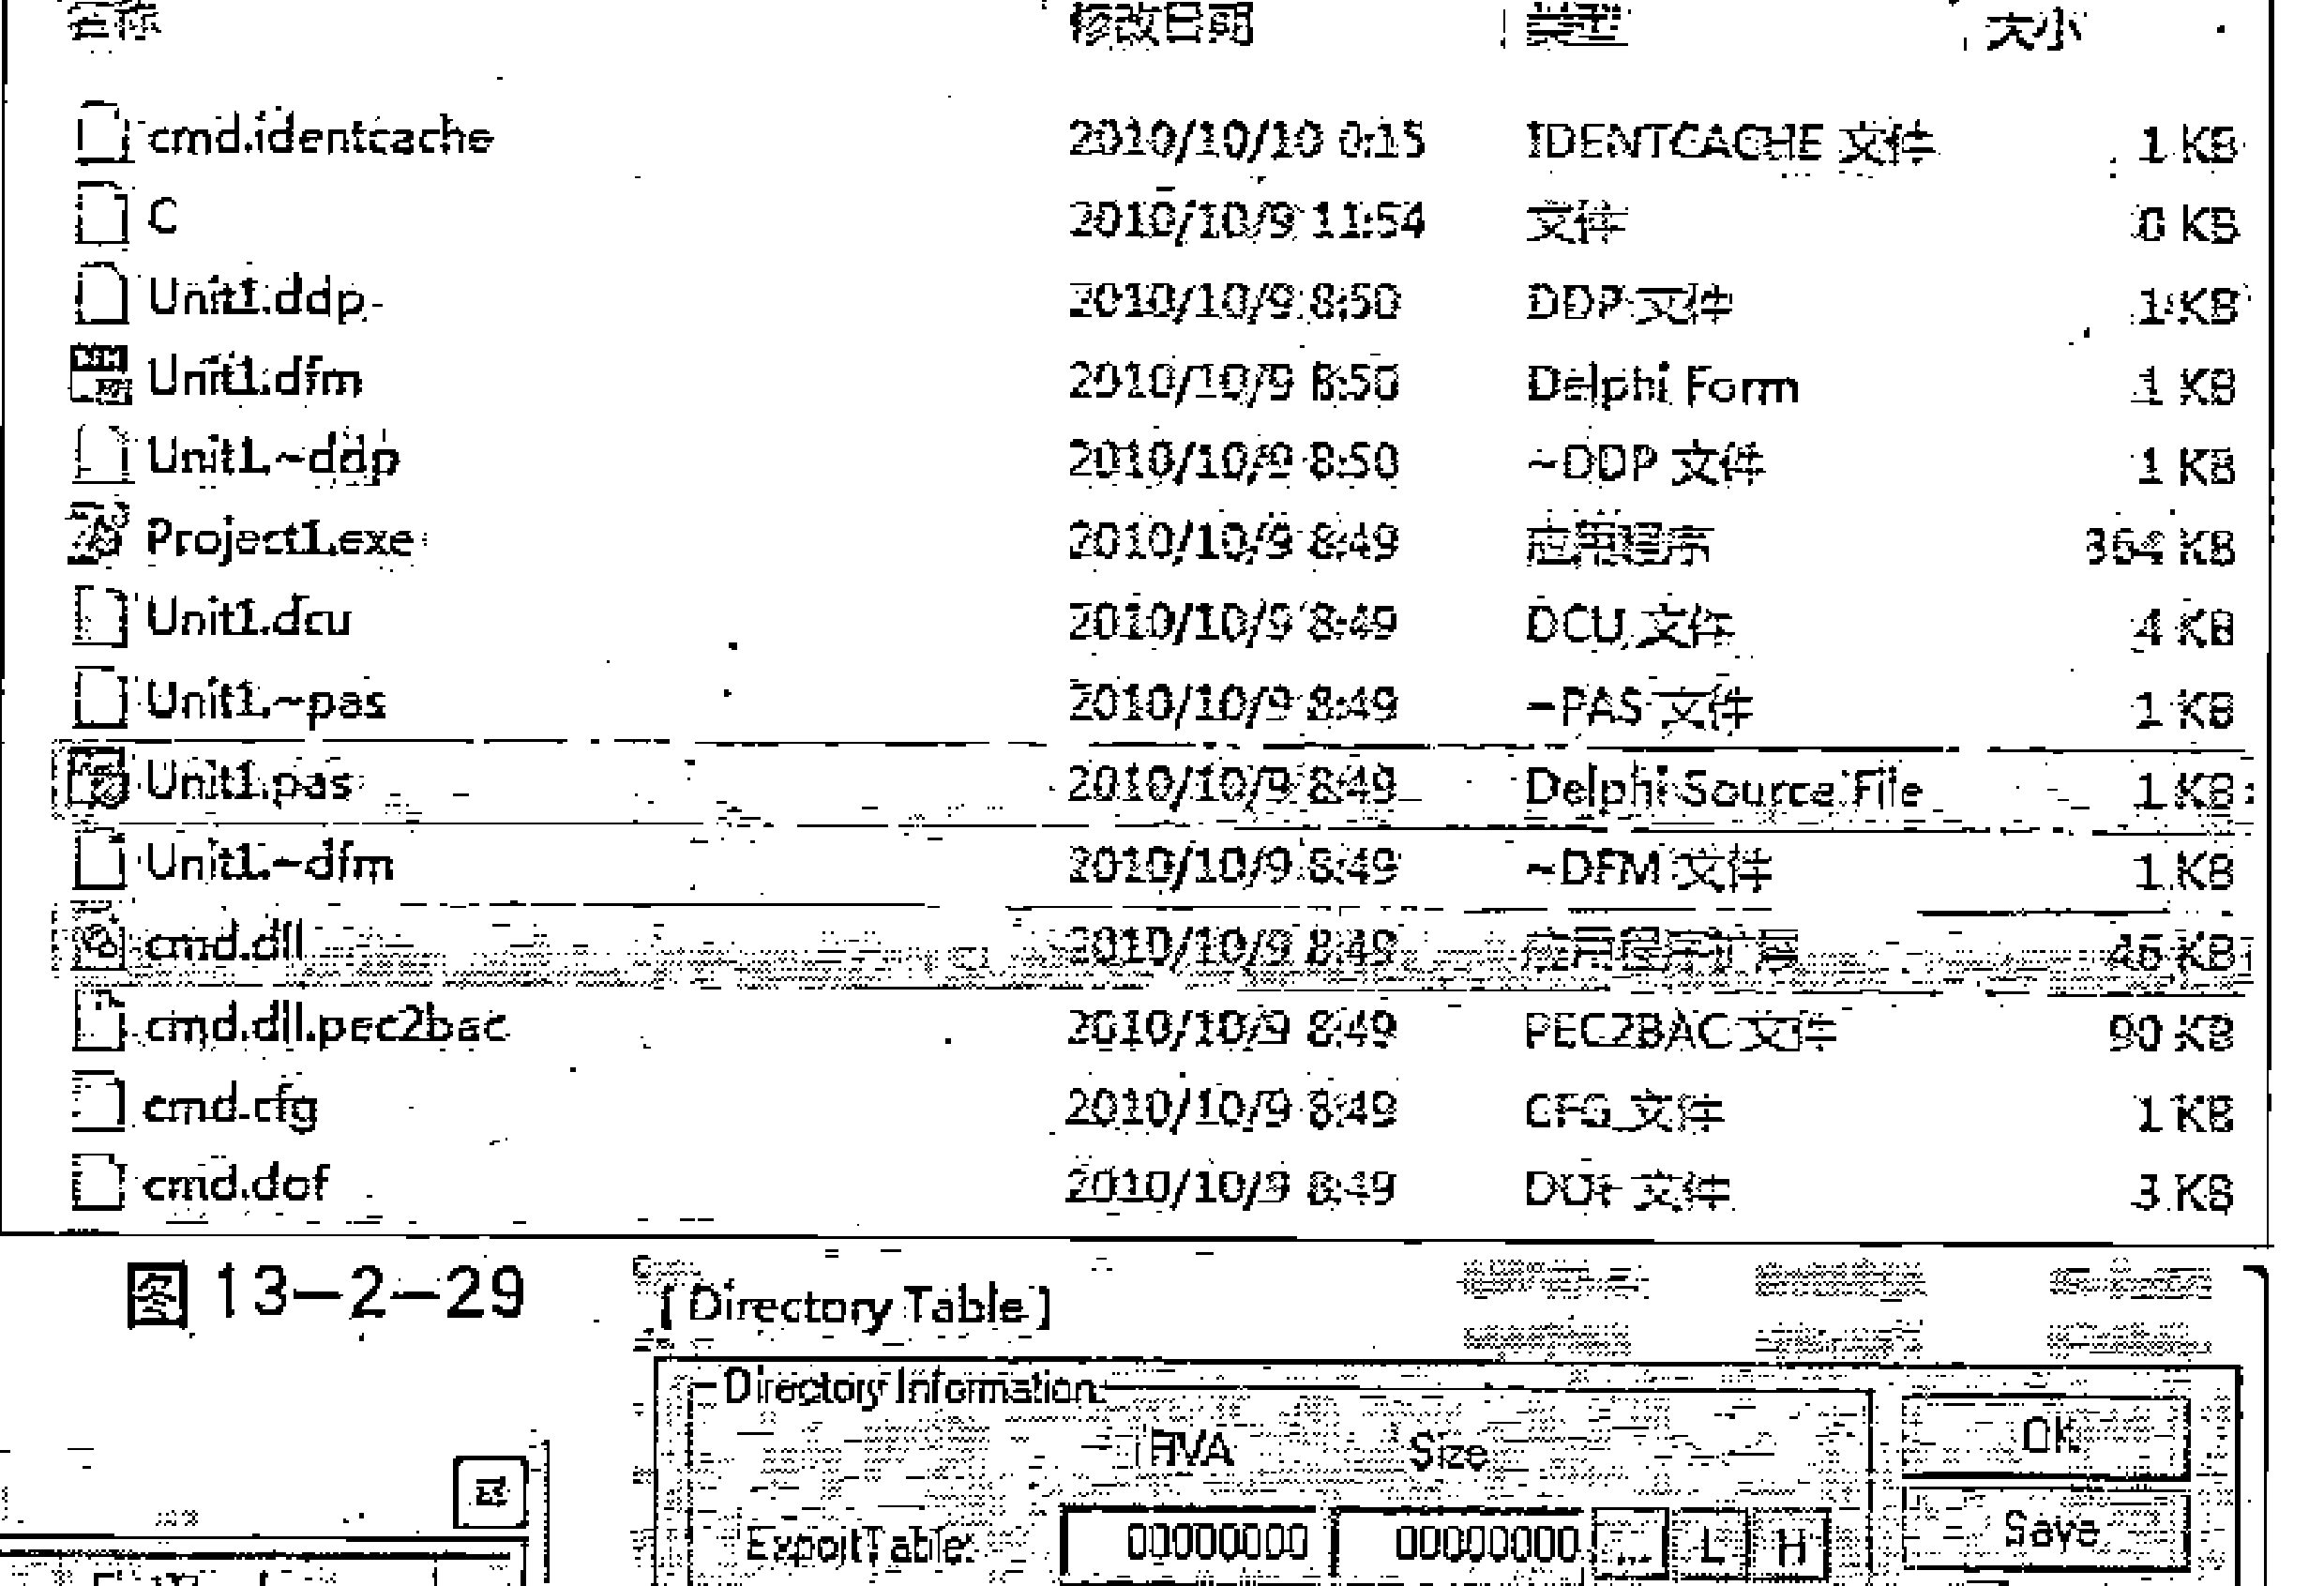 名称 修改日期 类型 大小
cmd.identcache 2010/10/10 0:15 IDENTCACHE 文件 1 KB
C 2010/10/9 11:54 文件 0 KB
Unit1.ddp 2010/10/9 8:50 DDP 文件 1 KB
Unit1.dfm 2010/10/9 8:50 Delphi Form 1 KB
Unit1.~ddp 2010/10/9 8:50 ~DDP 文件 1 KB
Project1.exe 2010/10/9 8:49 应用程序 364 KB
Unit1.dcu 2010/10/9 8:49 DCU 文件 4 KB
Unit1.~pas 2010/10/9 8:49 ~PAS 文件 1 KB
Unit1.pas 2010/10/9 8:49 Delphi Source File 1 KB
Unit1.~dfm 2010/10/9 8:49 ~DFM 文件 1 KB
cmd.dll 2010/10/9 8:49 应用程序扩展 45 KB
cmd.dll.pec2bac 2010/10/9 8:49 PEC2BAC 文件 90 KB
cmd.cfg 2010/10/9 8:49 CFG 文件 1 KB
cmd.dof 2010/10/9 8:49 DOF 文件 3 KB
图 13-2-29
[ Directory Table ]
Directory Information
RVA Size OK
ExportTable: 00000000 00000000 ... L H Save